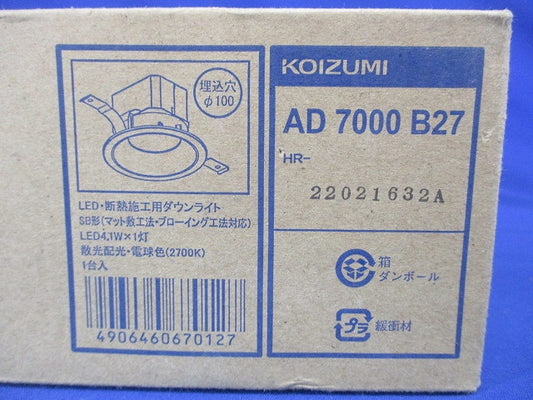 埋込穴
φ100
LED・断熱施工用ダウンライト
SB形(マット敷工法・ブローイング工法対応)
LED4.1W×1灯
散光配光・電球色(2700K)
1台入
4906460670127
KOIZUMI
AD 7000 B27
HR-
22021632A
箱
ダンボール
プラ
緩衝材